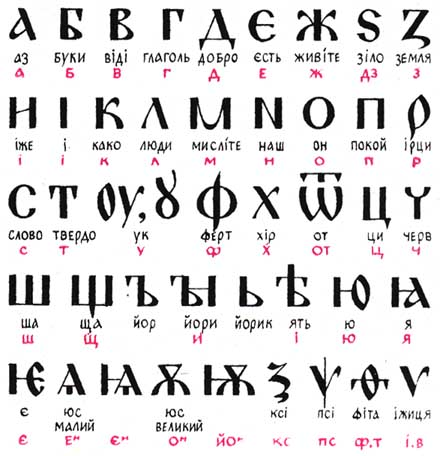 А Б В Г Д Є Ж Ѕ Ꙁ
аз буки віді глаголь добро єсть живіте зіло земля
А Б В Г Д Е Ж ДЗ З
Н І К Л М N О П Р
іже і како люди мисліте наш он покой ірци
і і к л м н о п р
С Т Оу, Ꙋ Ф Х Ѿ Ц Ч
слово твердо ук ферт хір от ци черв
с т у ф х от ц ч
Ш Щ Ъ ЪІ Ь Ѣ Ю Ꙗ
ша ща йор йори йорик ять ю я
ш щ и і ю я
Ѥ Ѧ Ѩ Ѫ Ѭ Ѯ Ѱ Ѳ Ѵ
є юс малий юс великий ксі псі фіта іжиця
є ен єн он йон кс пс ф.т і.в